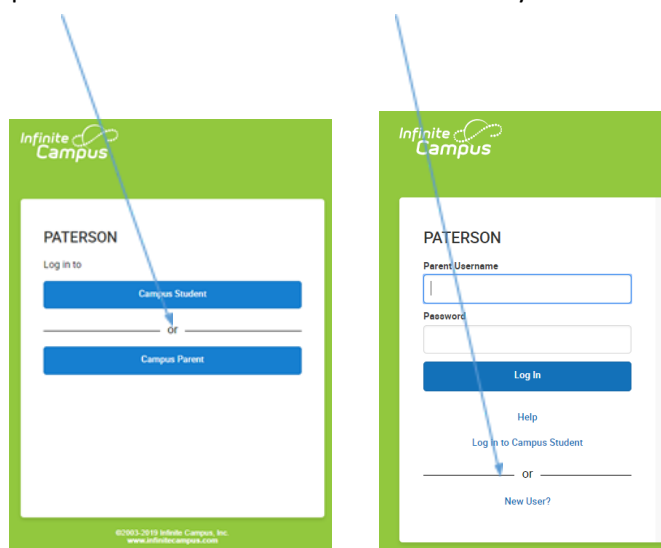 Infinite
Campus
PATERSON
Log in to
Campus Student
or
Campus Parent
©2003-2019 Infinite Campus, Inc.
www.infinitecampus.com
Infinite
Campus
PATERSON
Parent Username
Password
Log In
Help
Log In to Campus Student
or
New User?